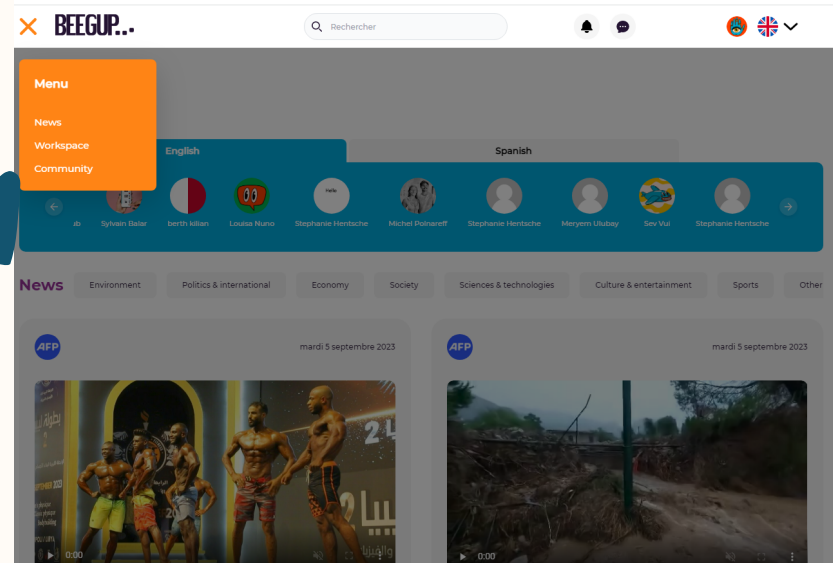 BEEGUP...
Rechercher
Menu
News
Workspace
Community
English
Spanish
Hello
ub
Sylvain Balar
berth kilian
Louisa Nuno
Stephanie Hentsche
Michel Polnareff
Stephanie Hentsche
Meryem Ulubay
Sev Vui
Stephanie Hentsche
News
Environment
Politics & international
Economy
Society
Sciences & technologies
Culture & entertainment
Sports
Other
AFP
mardi 5 septembre 2023
AFP
mardi 5 septembre 2023
0:00
0:00